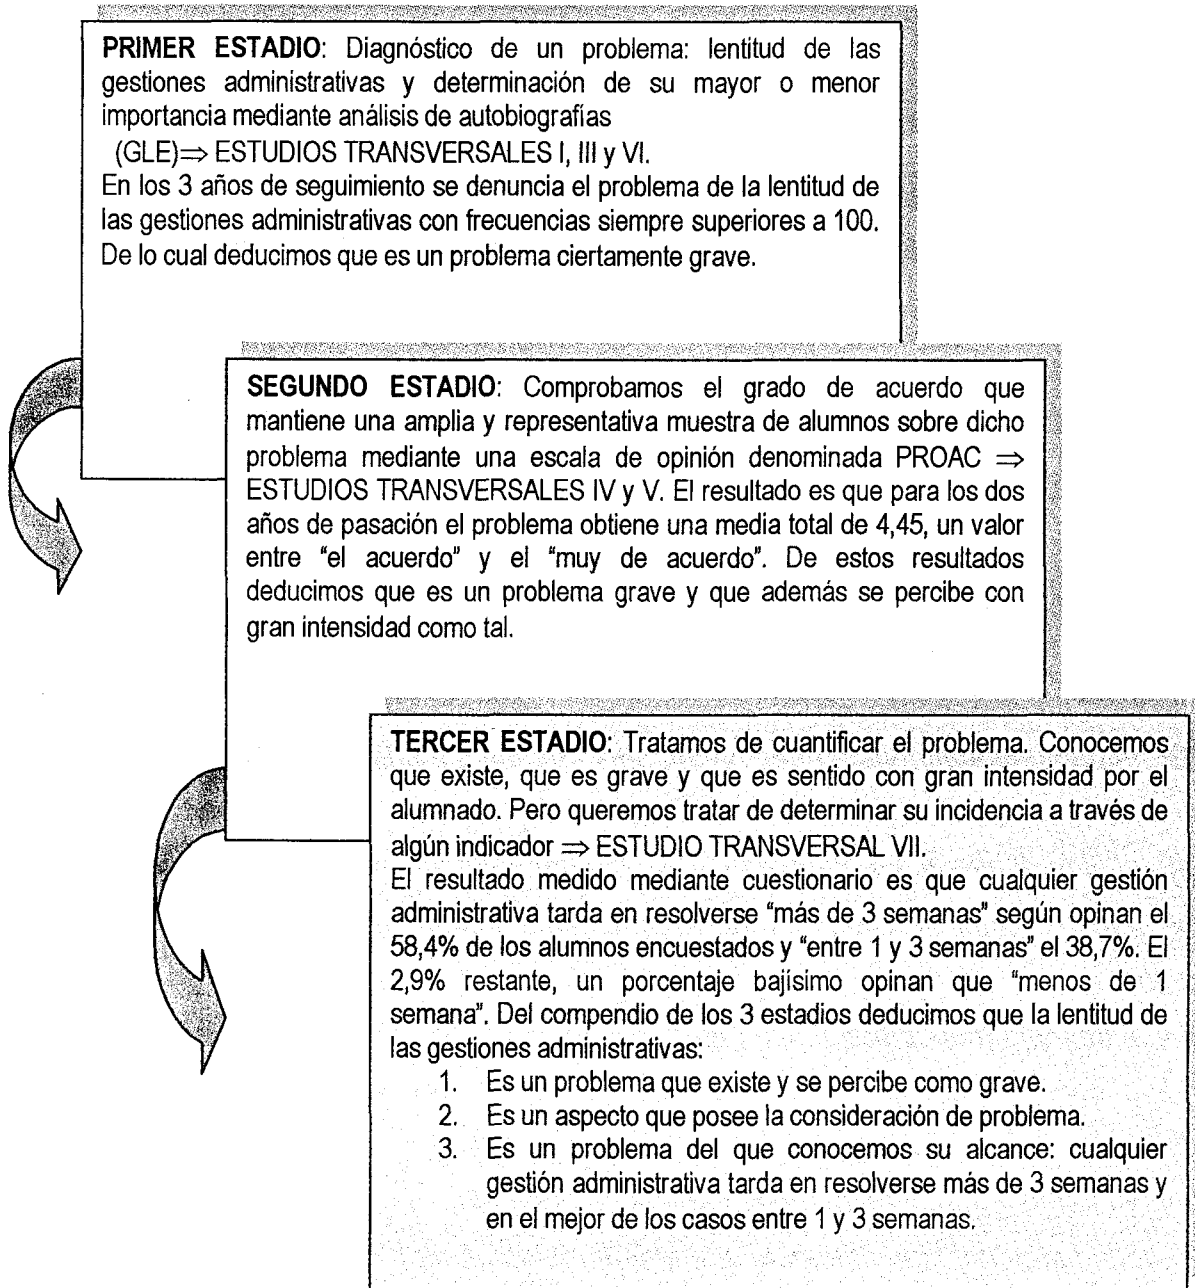 PRIMER ESTADIO: Diagnóstico de un problema: lentitud de las
gestiones administrativas y determinación de su mayor o menor
importancia mediante análisis de autobiografías
(GLE)⇒ ESTUDIOS TRANSVERSALES I, III y VI.
En los 3 años de seguimiento se denuncia el problema de la lentitud de
las gestiones administrativas con frecuencias siempre superiores a 100.
De lo cual deducimos que es un problema ciertamente grave.
SEGUNDO ESTADIO: Comprobamos el grado de acuerdo que
mantiene una amplia y representativa muestra de alumnos sobre dicho
problema mediante una escala de opinión denominada PROAC ⇒
ESTUDIOS TRANSVERSALES IV y V. El resultado es que para los dos
años de pasación el problema obtiene una media total de 4,45, un valor
entre "el acuerdo" y el "muy de acuerdo". De estos resultados
deducimos que es un problema grave y que además se percibe con
gran intensidad como tal.
TERCER ESTADIO: Tratamos de cuantificar el problema. Conocemos
que existe, que es grave y que es sentido con gran intensidad por el
alumnado. Pero queremos tratar de determinar su incidencia a través de
algún indicador ⇒ ESTUDIO TRANSVERSAL VII.
El resultado medido mediante cuestionario es que cualquier gestión
administrativa tarda en resolverse "más de 3 semanas" según opinan el
58,4% de los alumnos encuestados y "entre 1 y 3 semanas" el 38,7%. El
2,9% restante, un porcentaje bajísimo opinan que "menos de 1
semana". Del compendio de los 3 estadios deducimos que la lentitud de
las gestiones administrativas:
1. Es un problema que existe y se percibe como grave.
2. Es un aspecto que posee la consideración de problema.
3. Es un problema del que conocemos su alcance: cualquier
gestión administrativa tarda en resolverse más de 3 semanas y
en el mejor de los casos entre 1 y 3 semanas.